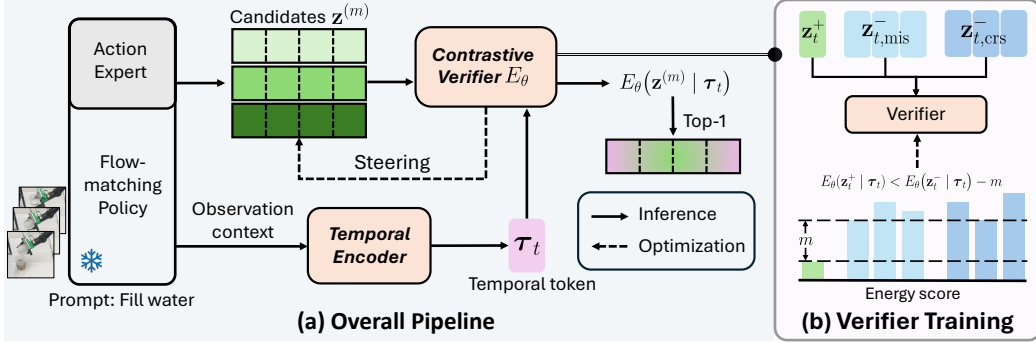 Action
Expert
Flow-
matching
Policy
Prompt: Fill water
Candidates 𝐳^(m)
Contrastive
Verifier E_θ
Steering
Observation
context
Temporal
Encoder
E_θ(𝐳^(m) | 𝝉_t)
Top-1
𝝉_t
Temporal token
Inference
Optimization
(a) Overall Pipeline
𝐳_t^+
𝐳_{t,mis}^−
𝐳_{t,crs}^−
Verifier
E_θ(𝐳_t^+ | 𝝉_t) < E_θ(𝐳_t^− | 𝝉_t) − m
m
Energy score
(b) Verifier Training